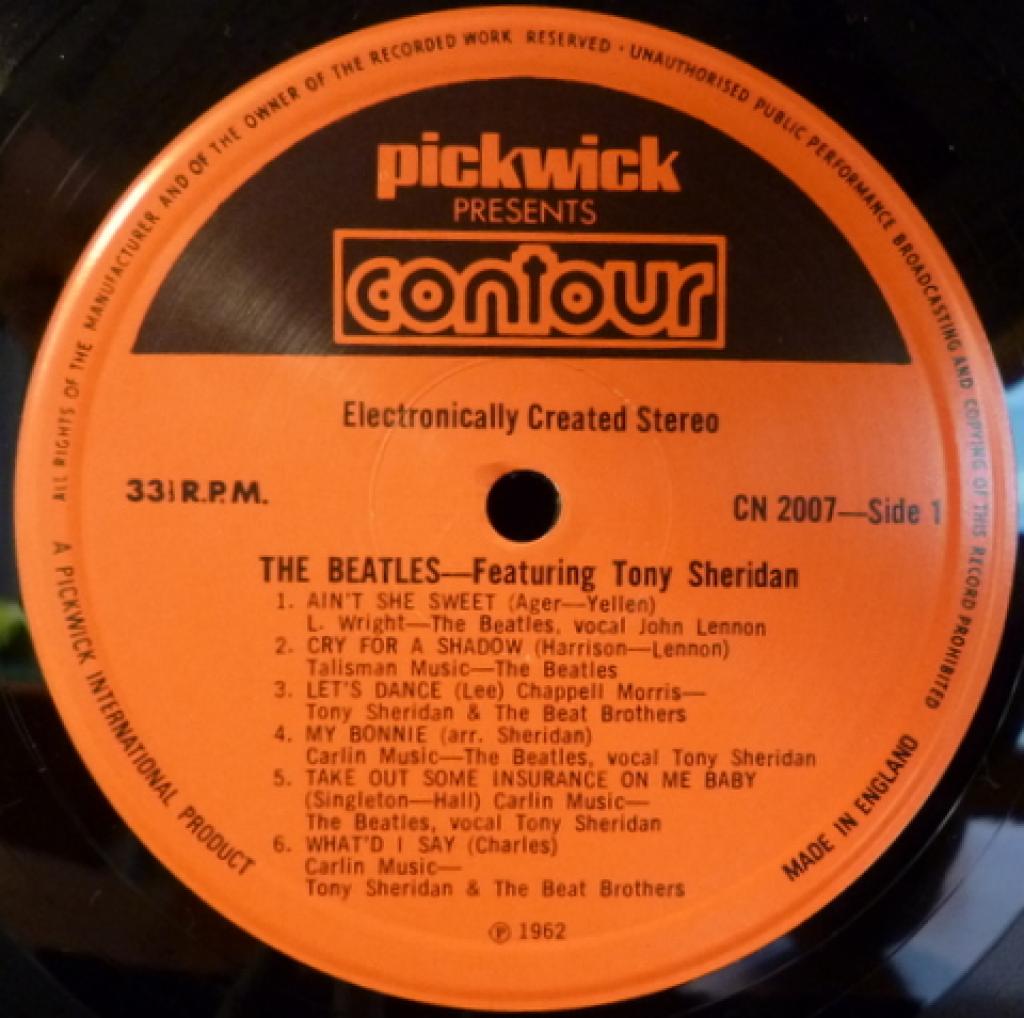 ALL RIGHTS OF THE MANUFACTURER AND OF THE OWNER OF THE RECORDED WORK RESERVED · UNAUTHORISED PUBLIC PERFORMANCE BROADCASTING AND COPYING OF THIS RECORD PROHIBITED
pickwick
PRESENTS
contour
Electronically Created Stereo
33⅓ R.P.M.
CN 2007—Side 1
THE BEATLES—Featuring Tony Sheridan
1. AIN'T SHE SWEET (Ager—Yellen)
L. Wright—The Beatles, vocal John Lennon
2. CRY FOR A SHADOW (Harrison—Lennon)
Talisman Music—The Beatles
3. LET'S DANCE (Lee) Chappell Morris—
Tony Sheridan & The Beat Brothers
4. MY BONNIE (arr. Sheridan)
Carlin Music—The Beatles, vocal Tony Sheridan
5. TAKE OUT SOME INSURANCE ON ME BABY
(Singleton—Hall) Carlin Music—
The Beatles, vocal Tony Sheridan
6. WHAT'D I SAY (Charles)
Carlin Music—
Tony Sheridan & The Beat Brothers
℗ 1962
A PICKWICK INTERNATIONAL PRODUCT
MADE IN ENGLAND